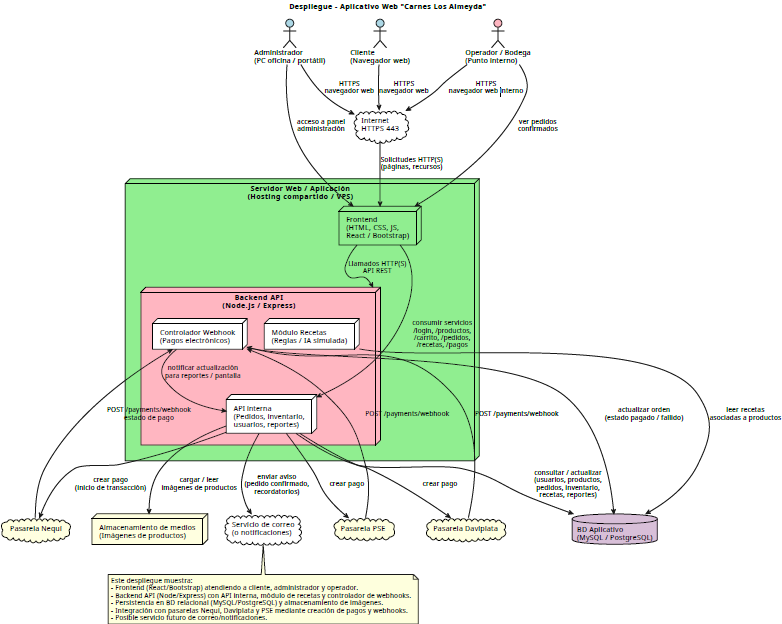 Despliegue - Aplicativo Web "Carnes Los Almeyda"
Administrador
(PC oficina / portátil)
Cliente
(Navegador web)
Operador / Bodega
(Punto Interno)
HTTPS
navegador web
HTTPS
navegador web
HTTPS
navegador web interno
Internet
HTTPS 443
acceso a panel
administración
ver pedidos
confirmados
Solicitudes HTTP(S)
(páginas, recursos)
Servidor Web / Aplicación
(Hosting compartido / VPS)
Frontend
(HTML, CSS, JS,
React / Bootstrap)
Llamados HTTP(S)
API REST
Backend API
(Node.js / Express)
Controlador Webhook
(Pagos electrónicos)
Módulo Recetas
(Reglas / IA simulada)
consumir servicios
/login, /productos,
/carrito, /pedidos,
/recetas, /pagos
notificar actualización
para reportes / pantalla
API Interna
(Pedidos, Inventario,
usuarios, reportes)
POST /payments/webhook
estado de pago
POST /payments/webhook
POST /payments/webhook
actualizar orden
(estado pagado / fallido)
leer recetas
asociadas a productos
crear pago
(inicio de transacción)
cargar / leer
imágenes de productos
enviar aviso
(pedido confirmado,
recordatorios)
crear pago
crear pago
consultar / actualizar
(usuarios, productos,
pedidos, inventario,
recetas, reportes)
Pasarela Nequi
Almacenamiento de medios
(Imágenes de productos)
Servicio de correo
(o notificaciones)
Pasarela PSE
Pasarela Daviplata
BD Aplicativo
(MySQL / PostgreSQL)
Este despliegue muestra:
- Frontend (React/Bootstrap) atendiendo a cliente, administrador y operador.
- Backend API (Node/Express) con API interna, módulo de recetas y controlador de webhooks.
- Persistencia en BD relacional (MySQL/PostgreSQL) y almacenamiento de imágenes.
- Integración con pasarelas Nequi, Daviplata y PSE mediante creación de pagos y webhooks.
- Posible servicio futuro de correo/notificaciones.